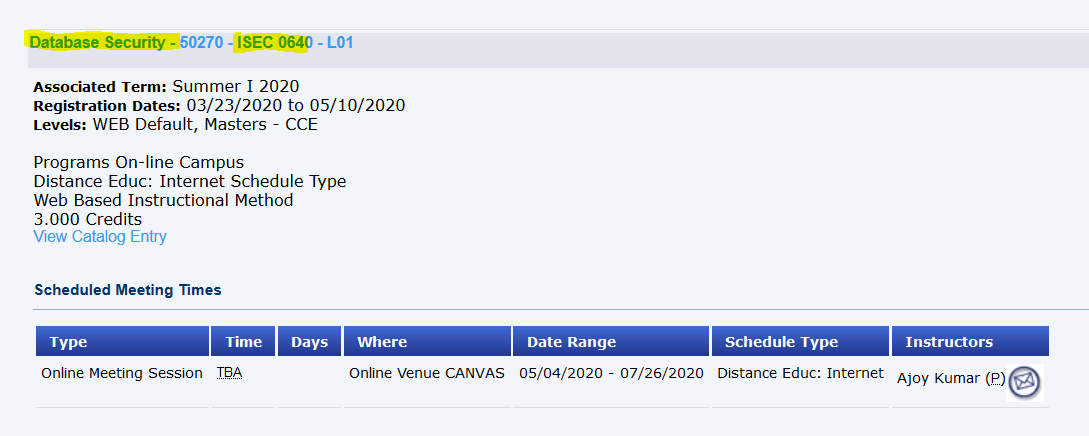 Database Security - 50270 - ISEC 0640 - L01
Associated Term: Summer I 2020
Registration Dates: 03/23/2020 to 05/10/2020
Levels: WEB Default, Masters - CCE
Programs On-line Campus
Distance Educ: Internet Schedule Type
Web Based Instructional Method
3.000 Credits
View Catalog Entry
Scheduled Meeting Times
Type Time Days Where Date Range Schedule Type Instructors
Online Meeting Session TBA Online Venue CANVAS 05/04/2020 - 07/26/2020 Distance Educ: Internet Ajoy Kumar (P)